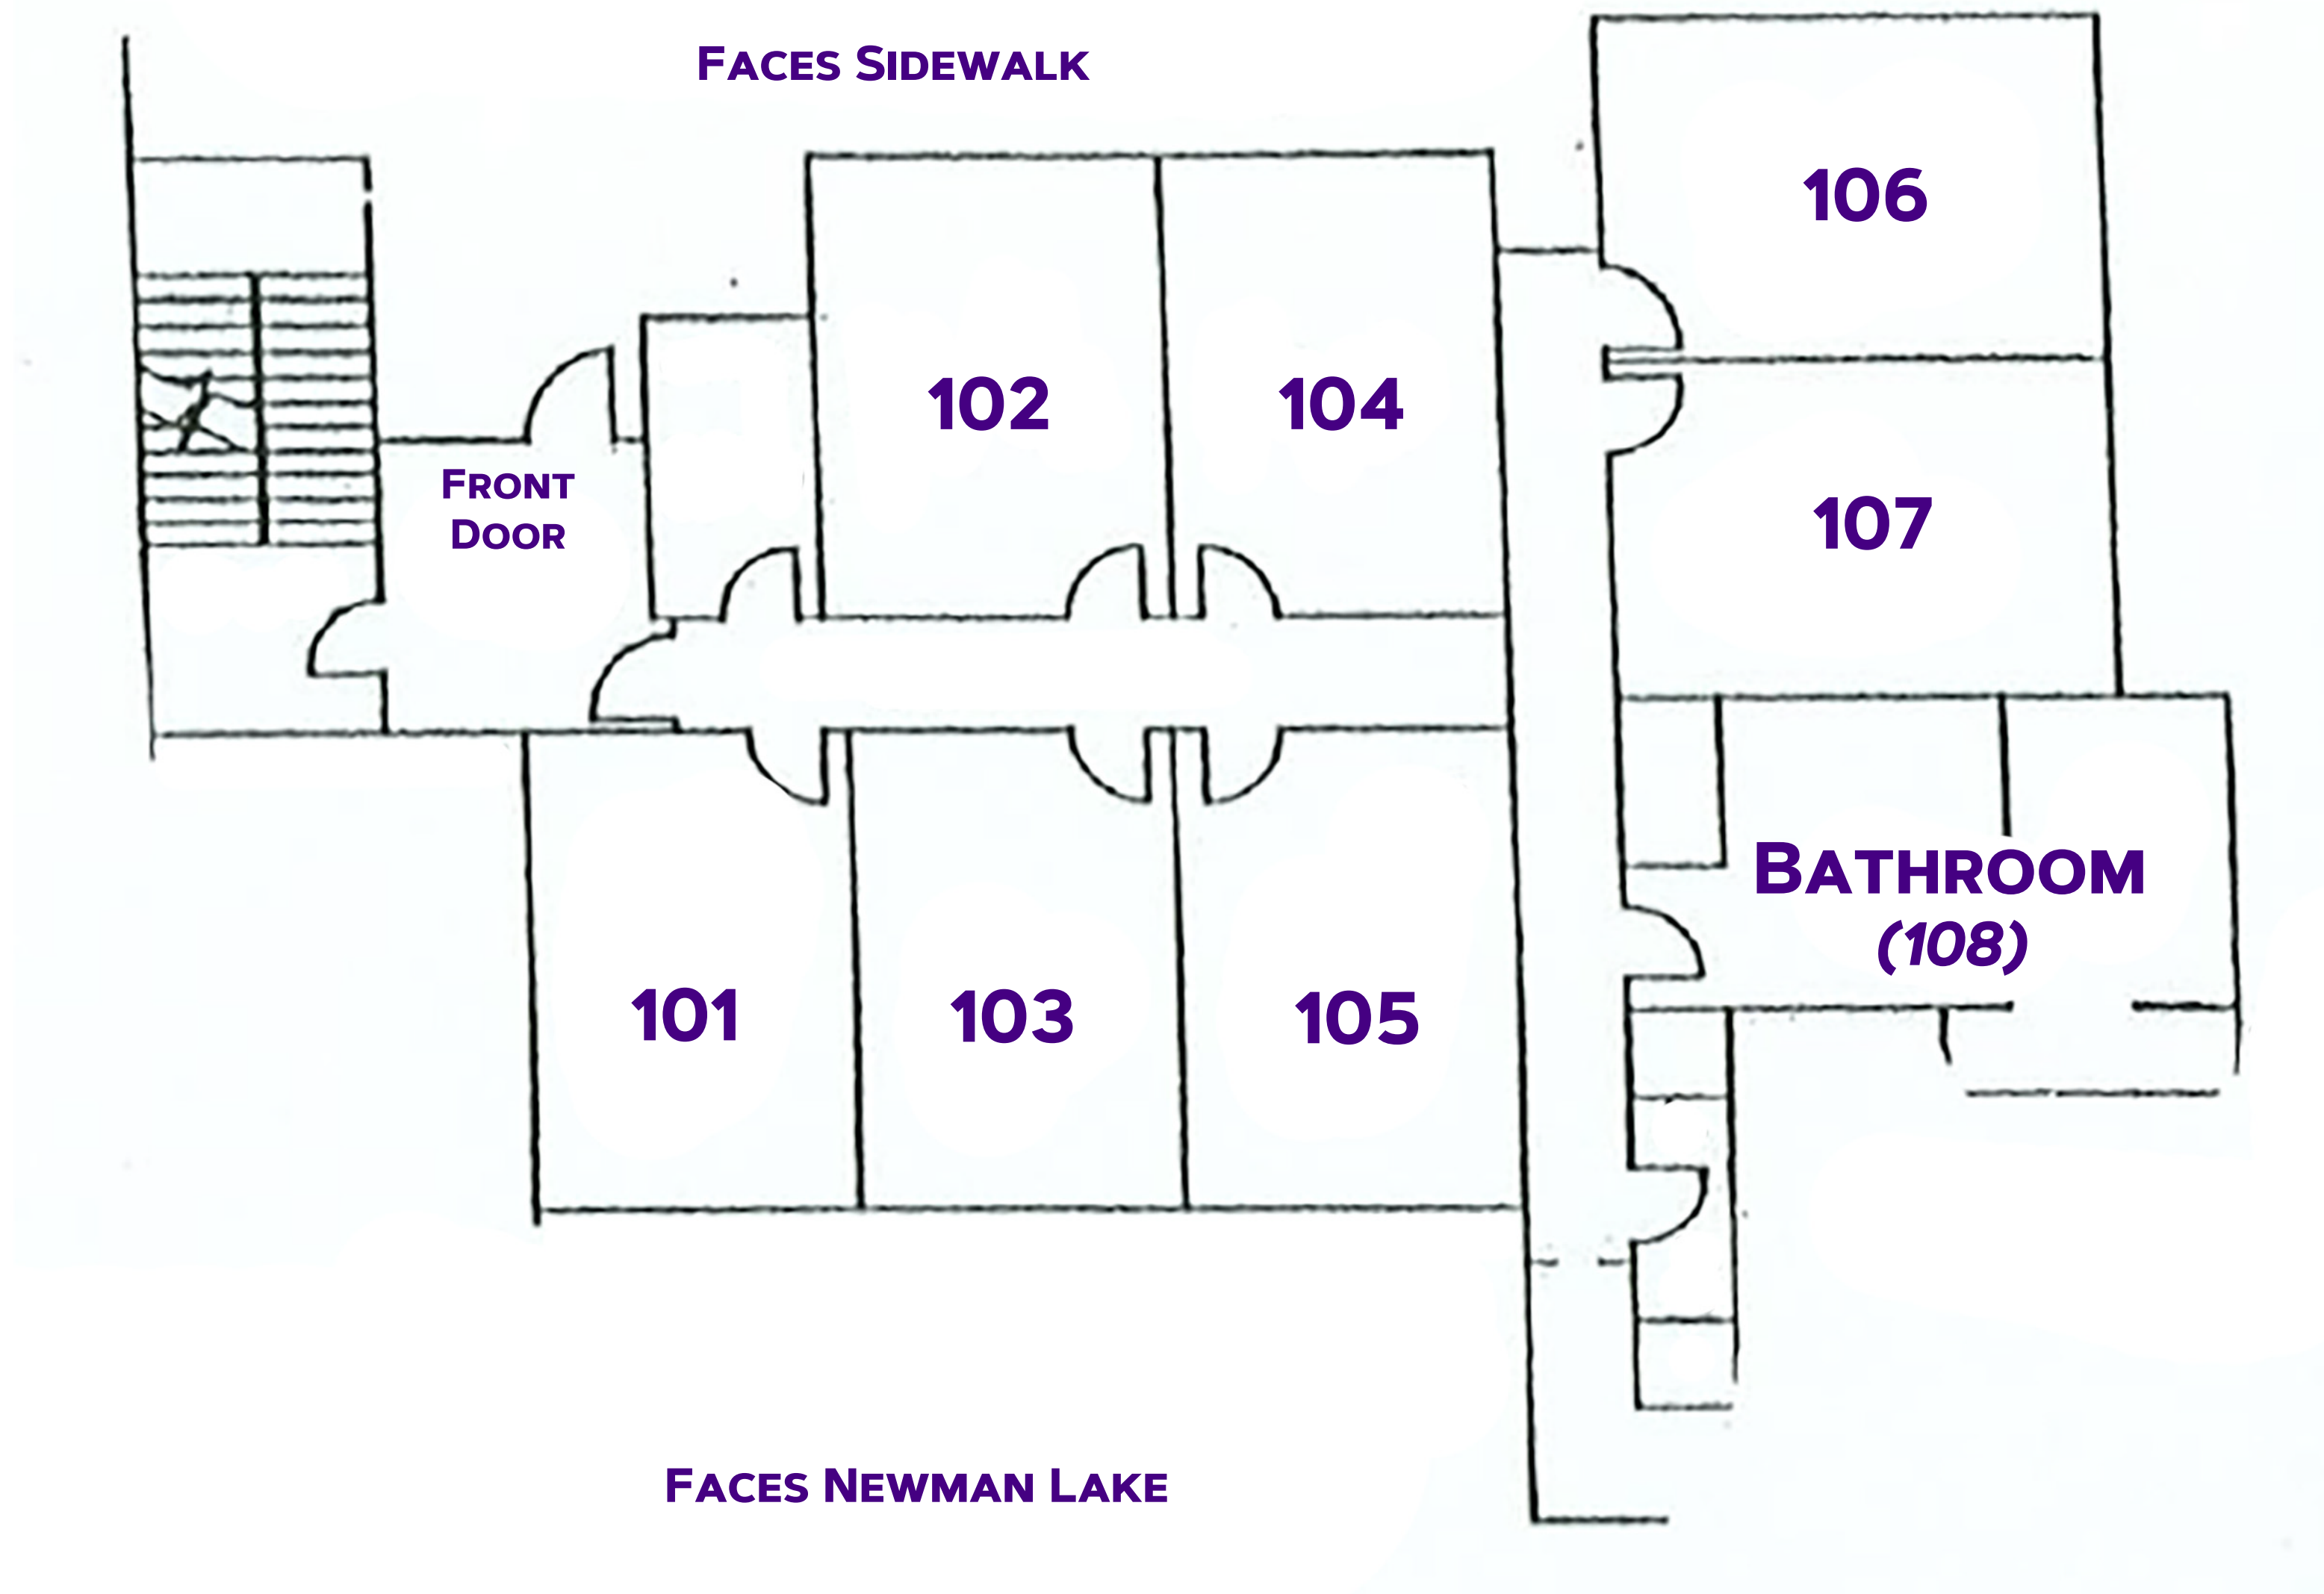 FACES SIDEWALK
106
102
104
FRONT
DOOR
107
BATHROOM
(108)
101
103
105
FACES NEWMAN LAKE